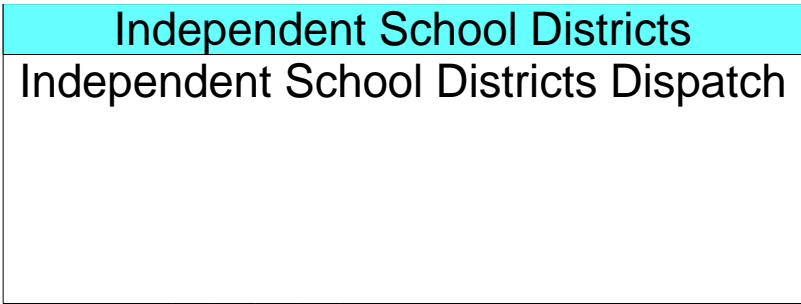 Independent School Districts
Independent School Districts Dispatch